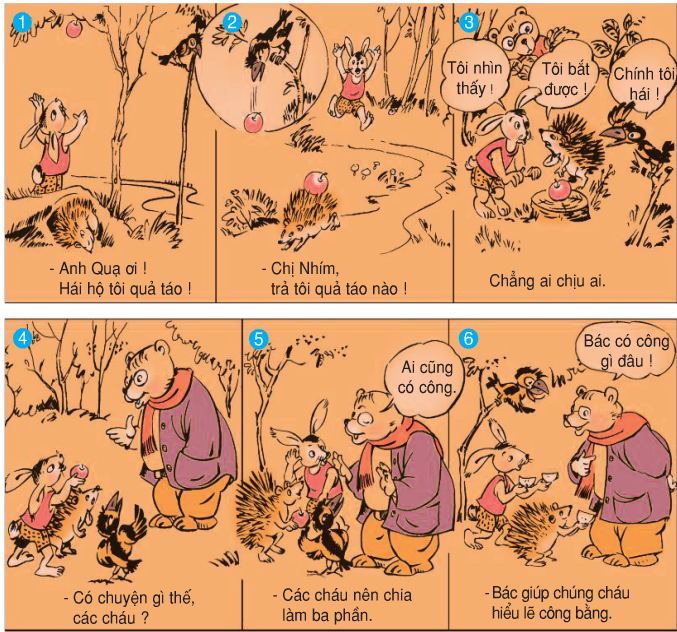 1
- Anh Quạ ơi !
Hái hộ tôi quả táo !
2
- Chị Nhím,
trả tôi quả táo nào !
3
Tôi nhìn
thấy !
Tôi bắt
được !
Chính tôi
hái !
Chẳng ai chịu ai.
4
- Có chuyện gì thế,
các cháu ?
5
Ai cũng
có công.
- Các cháu nên chia
làm ba phần.
6
Bác có công
gì đâu !
- Bác giúp chúng cháu
hiểu lẽ công bằng.